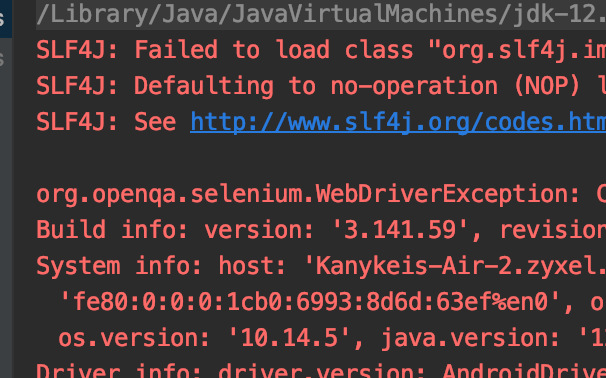 /Library/Java/JavaVirtualMachines/jdk-12.
SLF4J: Failed to load class "org.slf4j.im
SLF4J: Defaulting to no-operation (NOP) l
SLF4J: See http://www.slf4j.org/codes.htm
org.openqa.selenium.WebDriverException: C
Build info: version: '3.141.59', revision
System info: host: 'Kanykeis-Air-2.zyxel.
'fe80:0:0:0:1cb0:6993:8d6d:63ef%en0', o
os.version: '10.14.5', java.version: '1
Driver info: driver.version: AndroidDrive